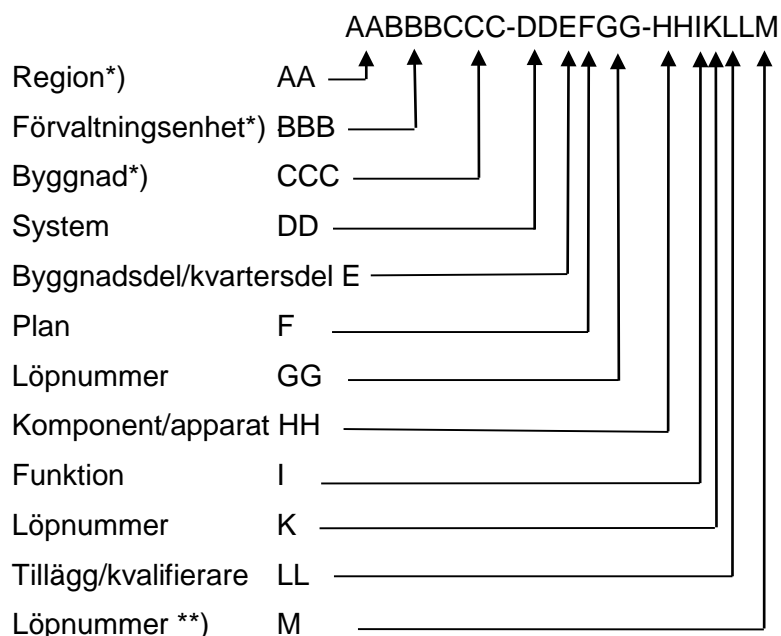 AABBBCCC-DDEFGG-HHIKLLM
Region*) AA
Förvaltningsenhet*) BBB
Byggnad*) CCC
System DD
Byggnadsdel/kvartersdel E
Plan F
Löpnummer GG
Komponent/apparat HH
Funktion I
Löpnummer K
Tillägg/kvalifierare LL
Löpnummer **) M